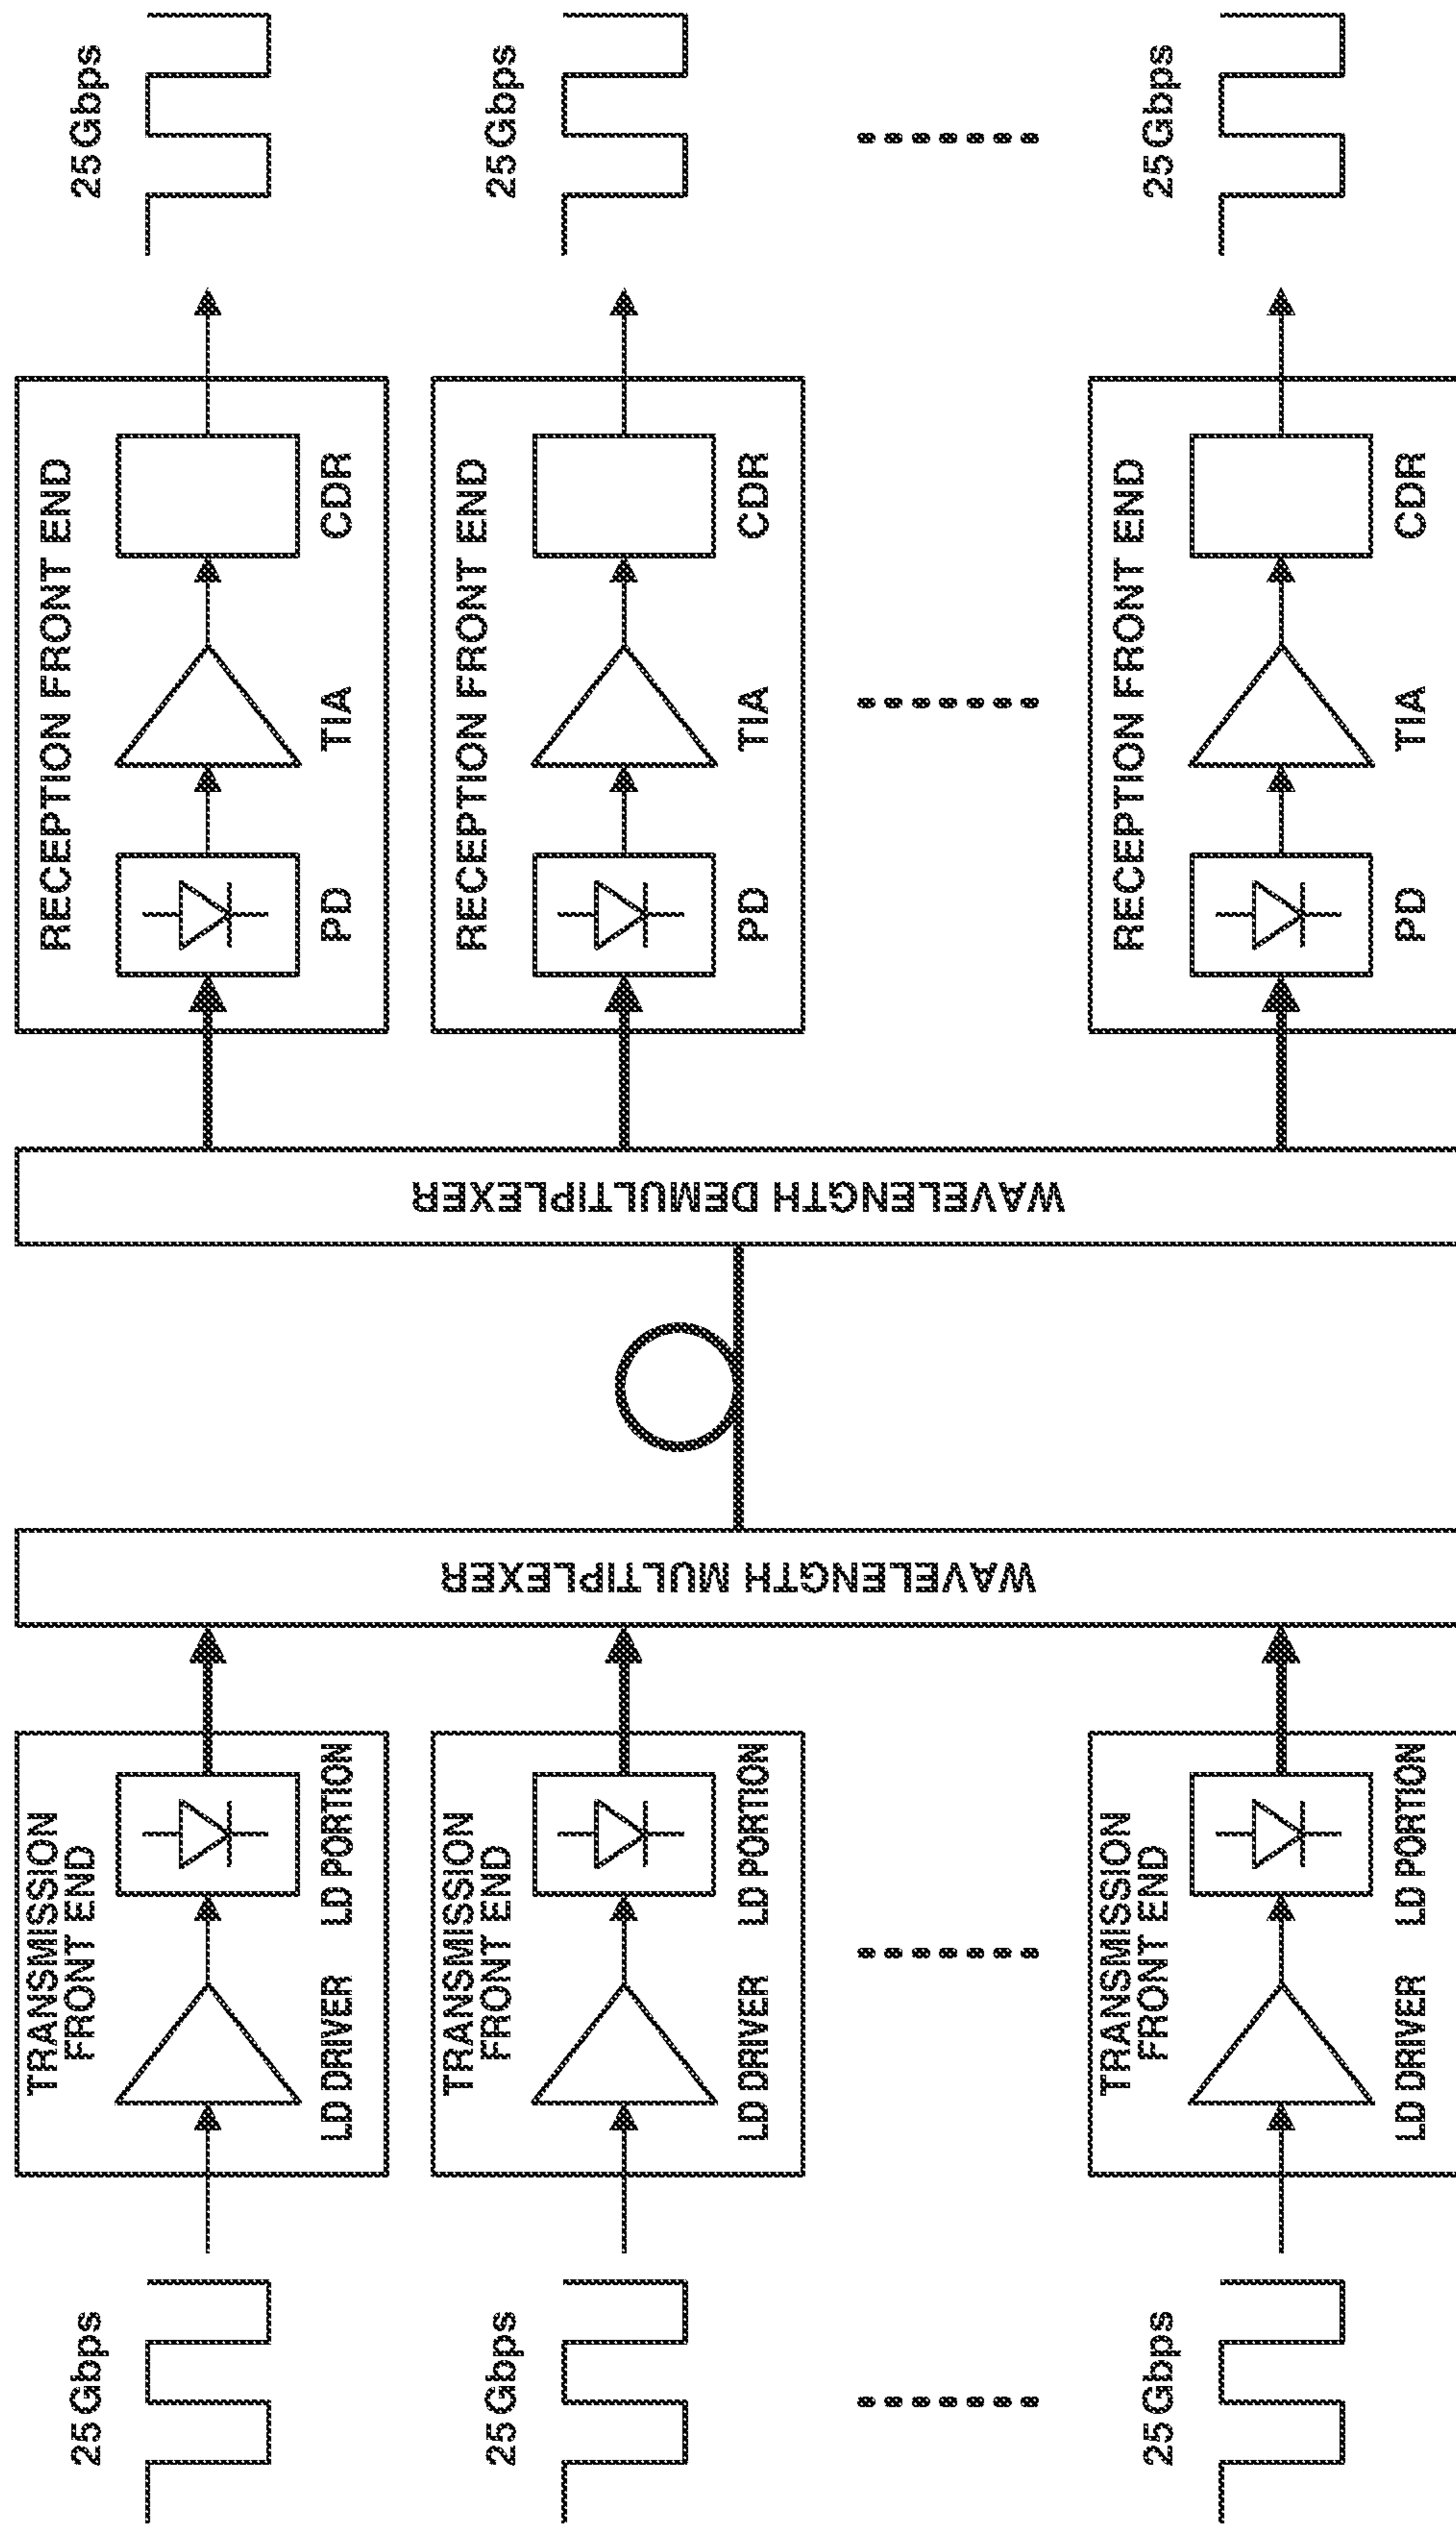 25 Gbps
TRANSMISSION
FRONT END
LD DRIVER
LD PORTION
25 Gbps
TRANSMISSION
FRONT END
LD DRIVER
LD PORTION
25 Gbps
TRANSMISSION
FRONT END
LD DRIVER
LD PORTION
WAVELENGTH MULTIPLEXER
WAVELENGTH DEMULTIPLEXER
RECEPTION FRONT END
PD
TIA
CDR
25 Gbps
RECEPTION FRONT END
PD
TIA
CDR
25 Gbps
RECEPTION FRONT END
PD
TIA
CDR
25 Gbps